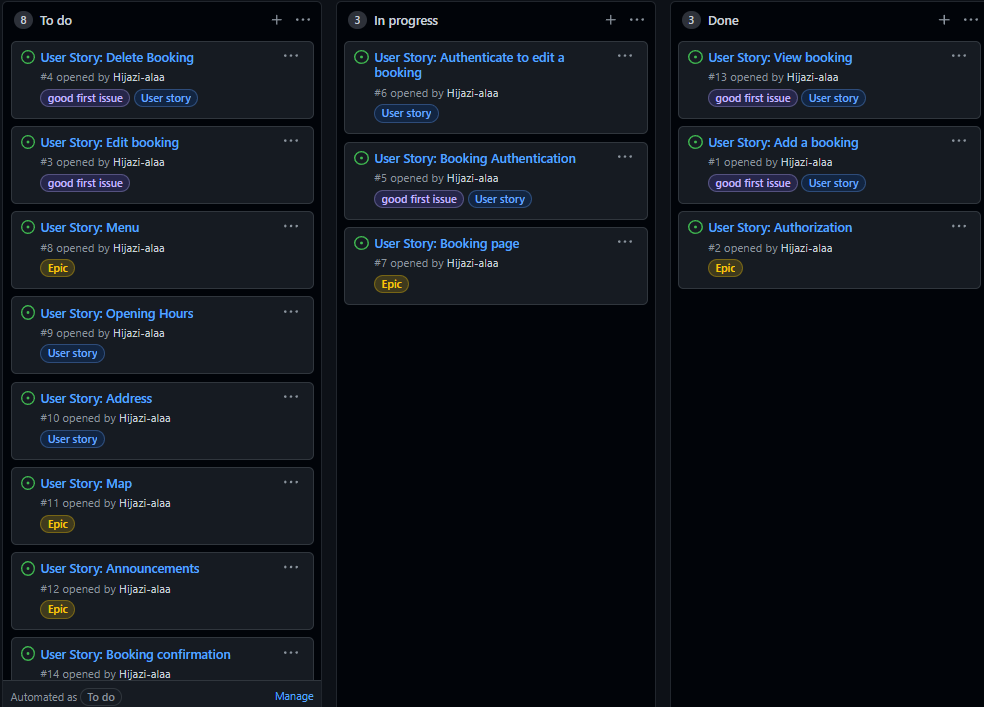 8 To do
User Story: Delete Booking
#4 opened by Hijazi-alaa
good first issue User story
User Story: Edit booking
#3 opened by Hijazi-alaa
good first issue
User Story: Menu
#8 opened by Hijazi-alaa
Epic
User Story: Opening Hours
#9 opened by Hijazi-alaa
User story
User Story: Address
#10 opened by Hijazi-alaa
User story
User Story: Map
#11 opened by Hijazi-alaa
Epic
User Story: Announcements
#12 opened by Hijazi-alaa
Epic
User Story: Booking confirmation
#14 opened by Hijazi-alaa
Automated as To do Manage
3 In progress
User Story: Authenticate to edit a
booking
#6 opened by Hijazi-alaa
User story
User Story: Booking Authentication
#5 opened by Hijazi-alaa
good first issue User story
User Story: Booking page
#7 opened by Hijazi-alaa
Epic
3 Done
User Story: View booking
#13 opened by Hijazi-alaa
good first issue User story
User Story: Add a booking
#1 opened by Hijazi-alaa
good first issue User story
User Story: Authorization
#2 opened by Hijazi-alaa
Epic